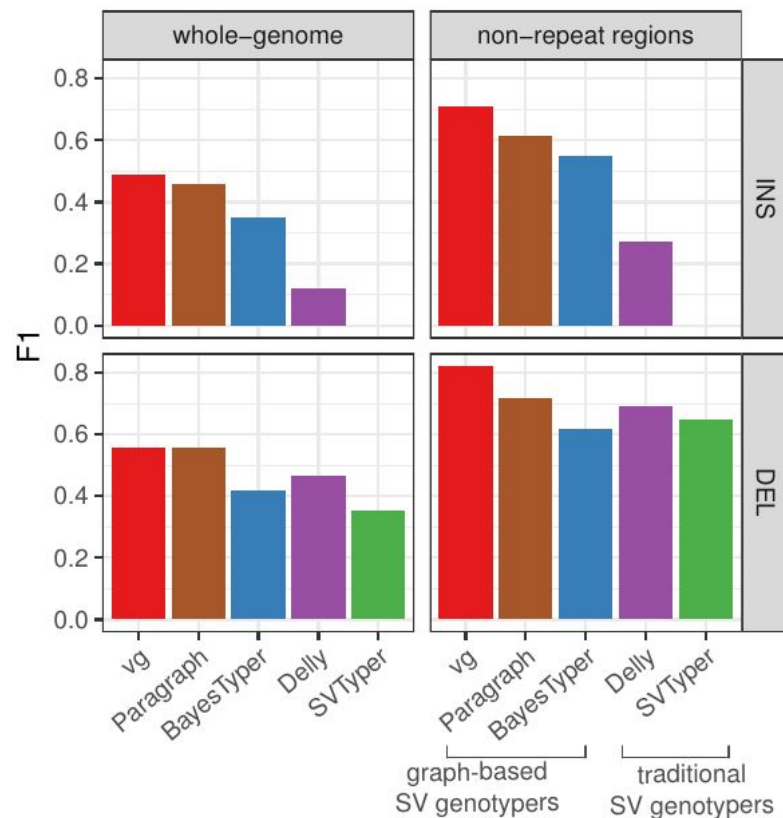 whole−genome
non−repeat regions
0.8
0.6
0.4
0.2
0.0
INS
F1
0.8
0.6
0.4
0.2
0.0
DEL
vg
Paragraph
BayesTyper
Delly
SVTyper
vg
Paragraph
BayesTyper
Delly
SVTyper
graph-based
SV genotypers
traditional
SV genotypers